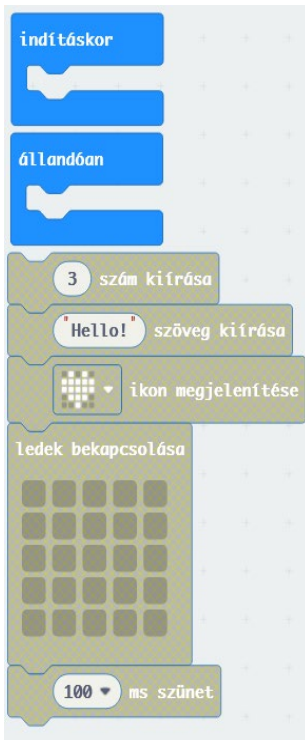 indításkor
állandóan
3 szám kiírása
"Hello!" szöveg kiírása
ikon megjelenítése
ledek bekapcsolása
100 ms szünet